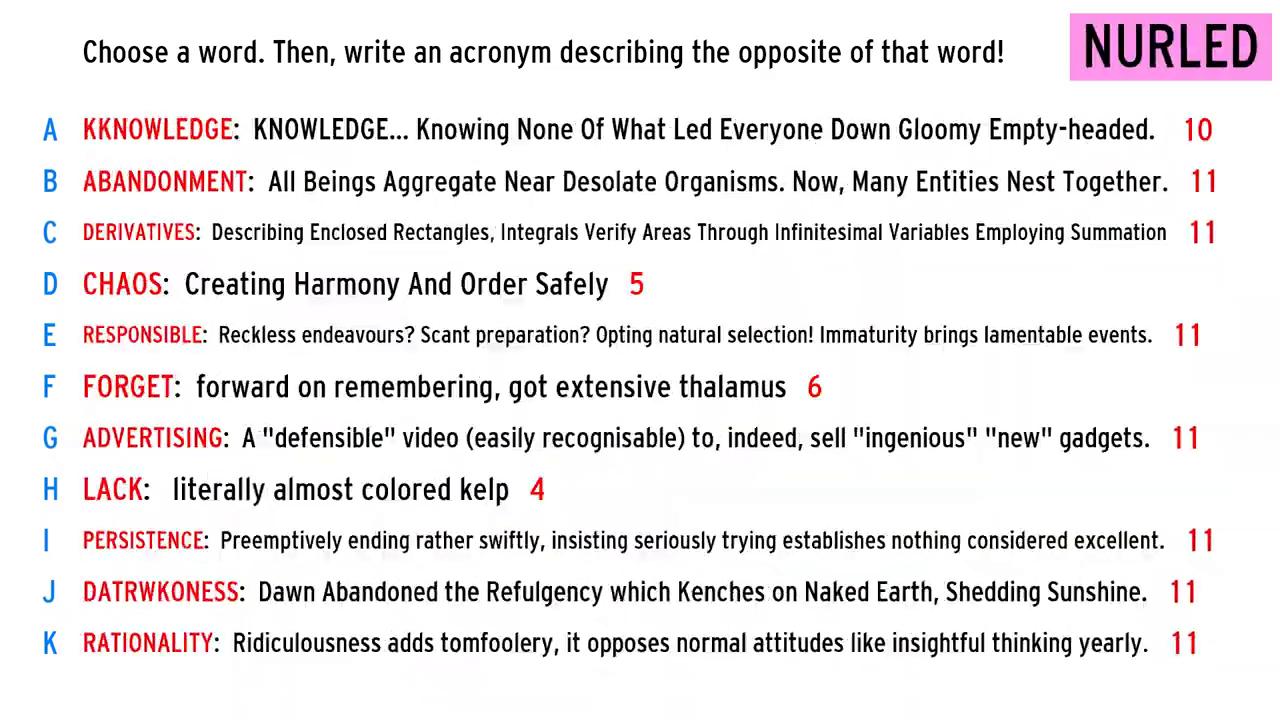 Choose a word. Then, write an acronym describing the opposite of that word!
NURLED
A KKNOWLEDGE: KNOWLEDGE... Knowing None Of What Led Everyone Down Gloomy Empty-headed. 10
B ABANDONMENT: All Beings Aggregate Near Desolate Organisms. Now, Many Entities Nest Together. 11
C DERIVATIVES: Describing Enclosed Rectangles, Integrals Verify Areas Through Infinitesimal Variables Employing Summation 11
D CHAOS: Creating Harmony And Order Safely 5
E RESPONSIBLE: Reckless endeavours? Scant preparation? Opting natural selection! Immaturity brings lamentable events. 11
F FORGET: forward on remembering, got extensive thalamus 6
G ADVERTISING: A "defensible" video (easily recognisable) to, indeed, sell "ingenious" "new" gadgets. 11
H LACK: literally almost colored kelp 4
I PERSISTENCE: Preemptively ending rather swiftly, insisting seriously trying establishes nothing considered excellent. 11
J DATRWKONESS: Dawn Abandoned the Refulgency which Kenches on Naked Earth, Shedding Sunshine. 11
K RATIONALITY: Ridiculousness adds tomfoolery, it opposes normal attitudes like insightful thinking yearly. 11